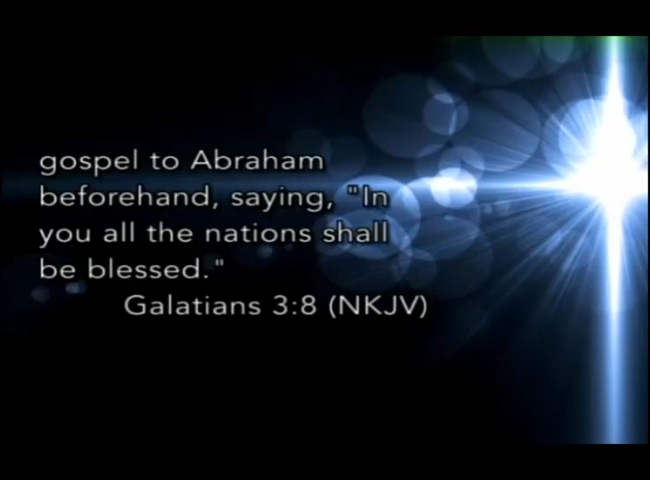 gospel to Abraham
beforehand, saying, "In
you all the nations shall
be blessed."
Galatians 3:8 (NKJV)